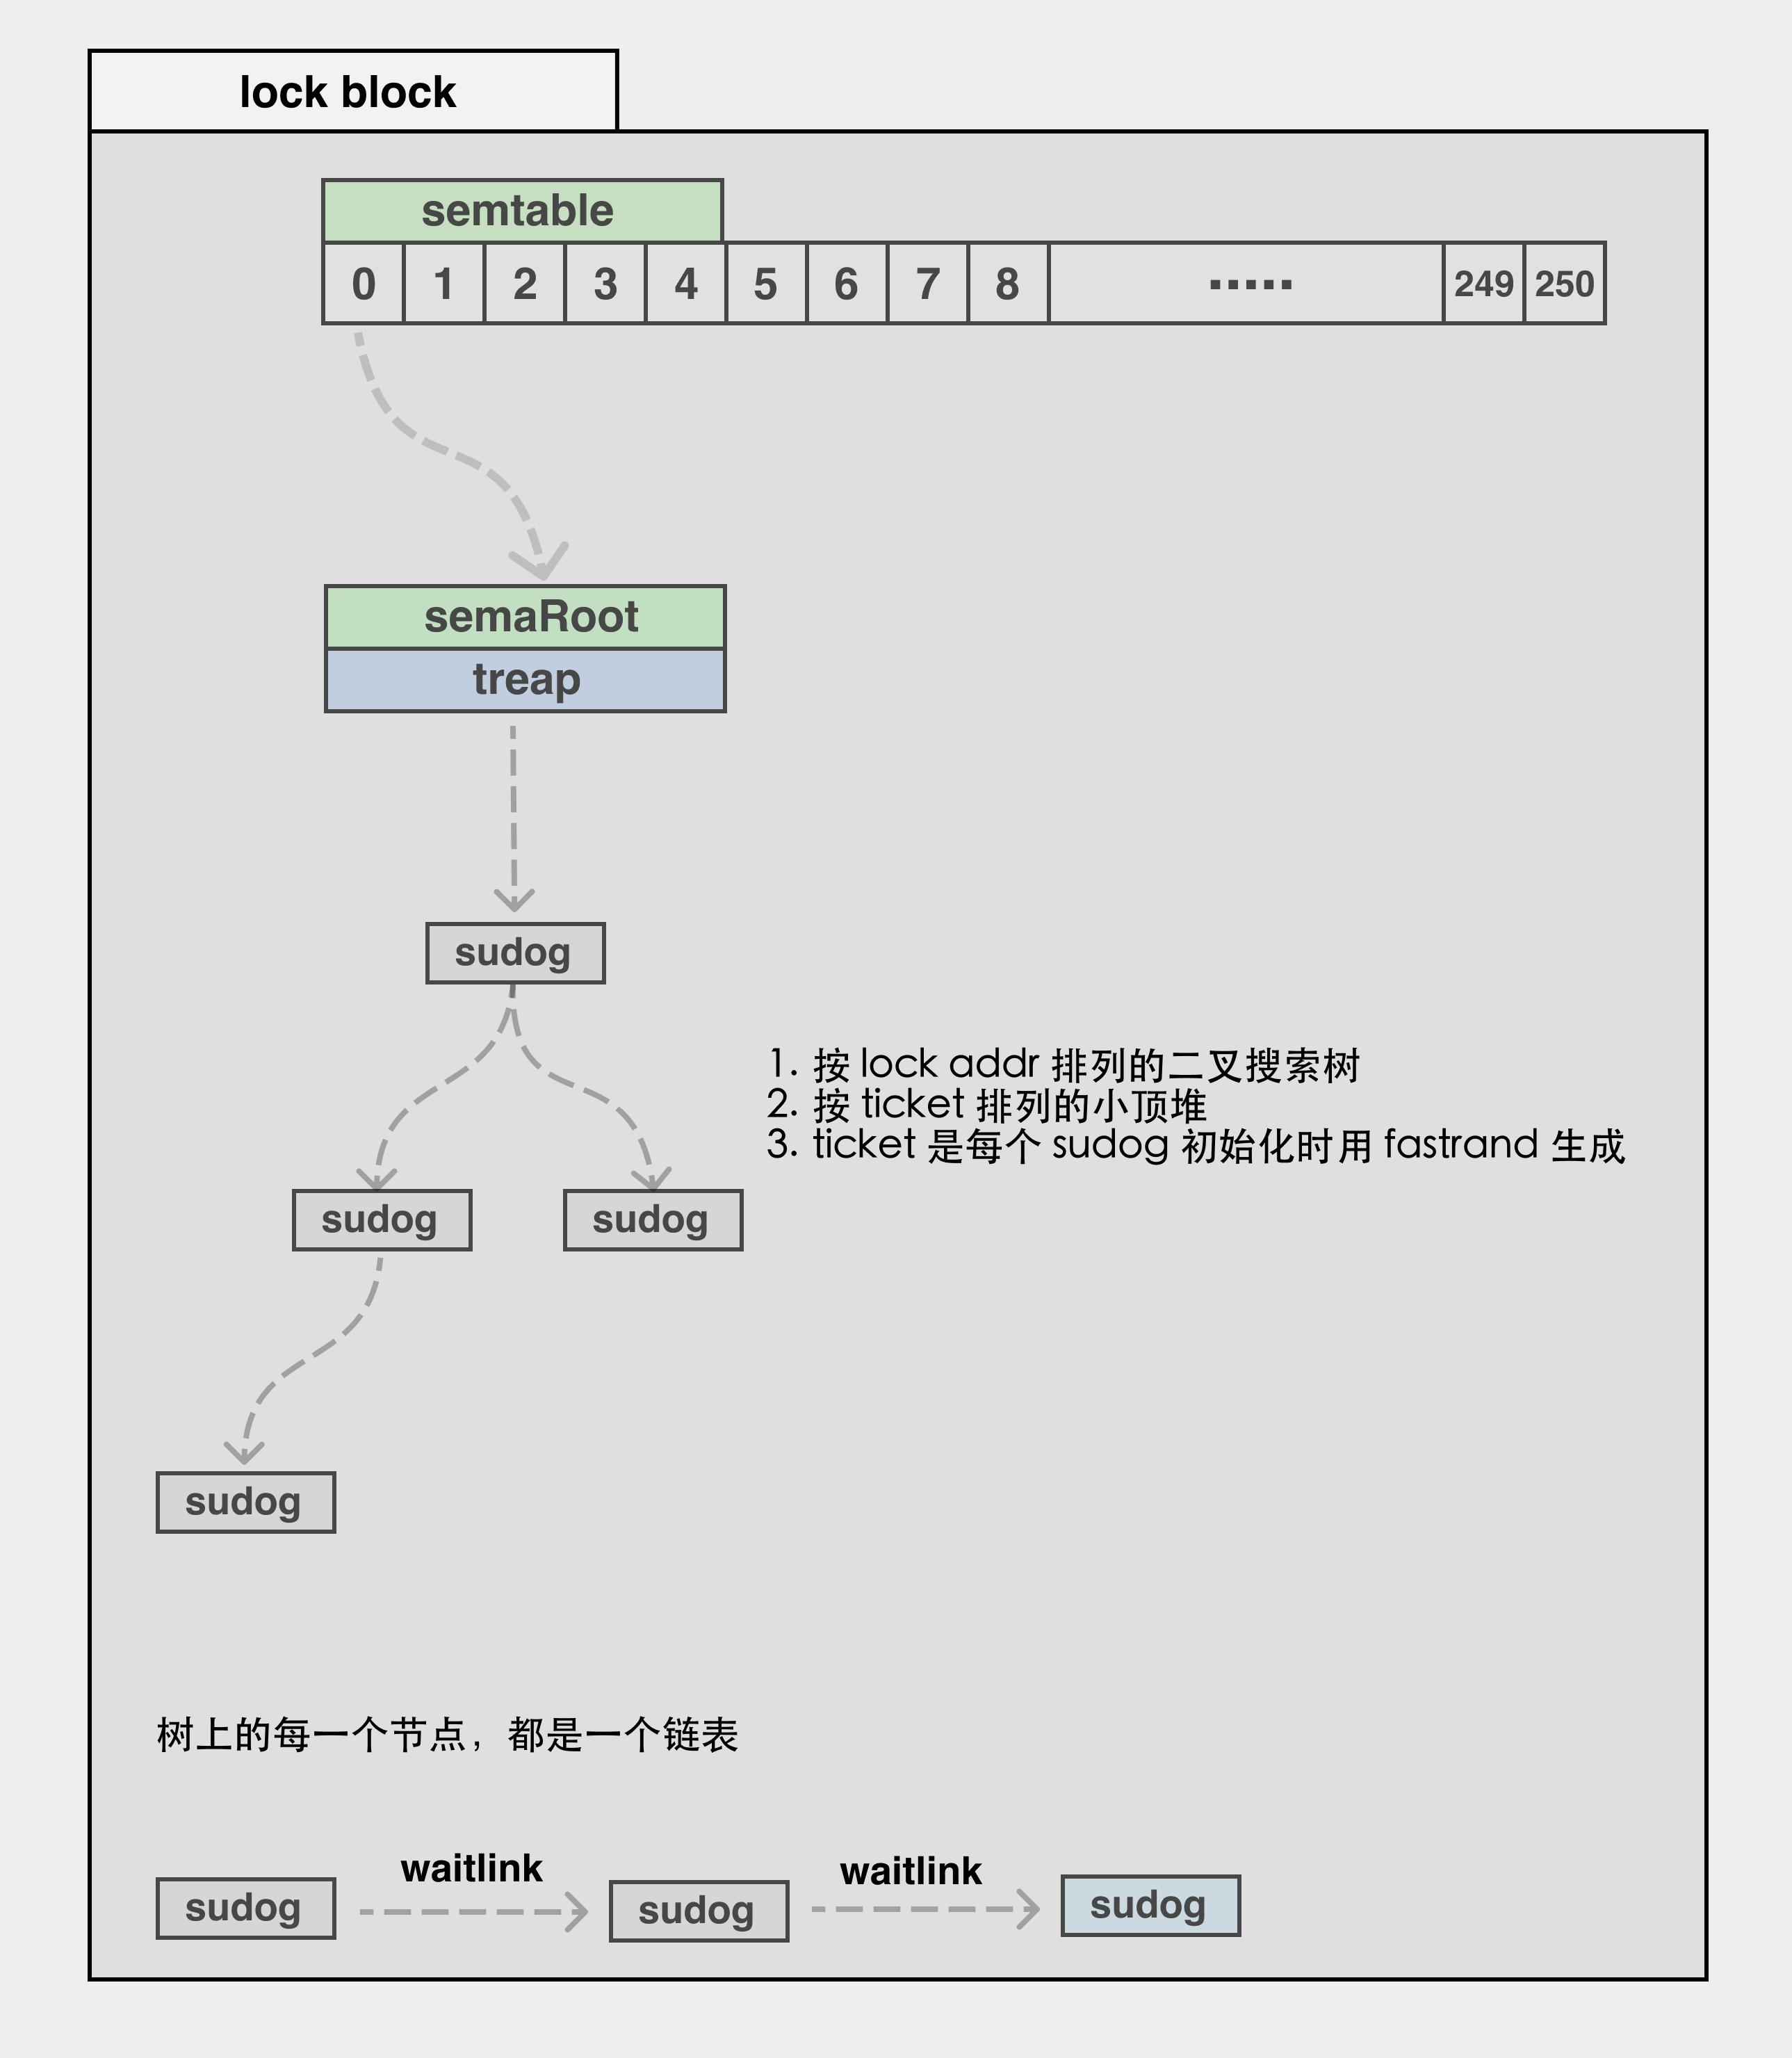 lock block
semtable
0 1 2 3 4 5 6 7 8 ..... 249 250
semaRoot
treap
sudog
1. 按 lock addr 排列的二叉搜索树
2. 按 ticket 排列的小顶堆
3. ticket 是每个 sudog 初始化时用 fastrand 生成
sudog sudog
sudog
树上的每一个节点，都是一个链表
sudog waitlink sudog waitlink sudog